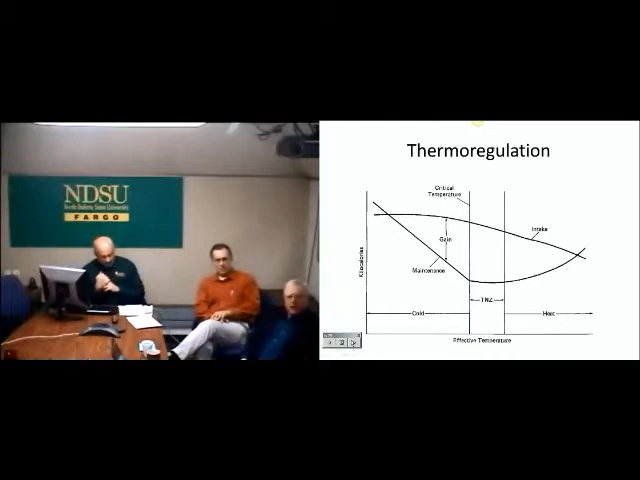 NDSU
North Dakota State University
FARGO
Thermoregulation
Critical
Temperature
Intake
Gain
Maintenance
Kilocalories
TNZ
Cold
Heat
Effective Temperature